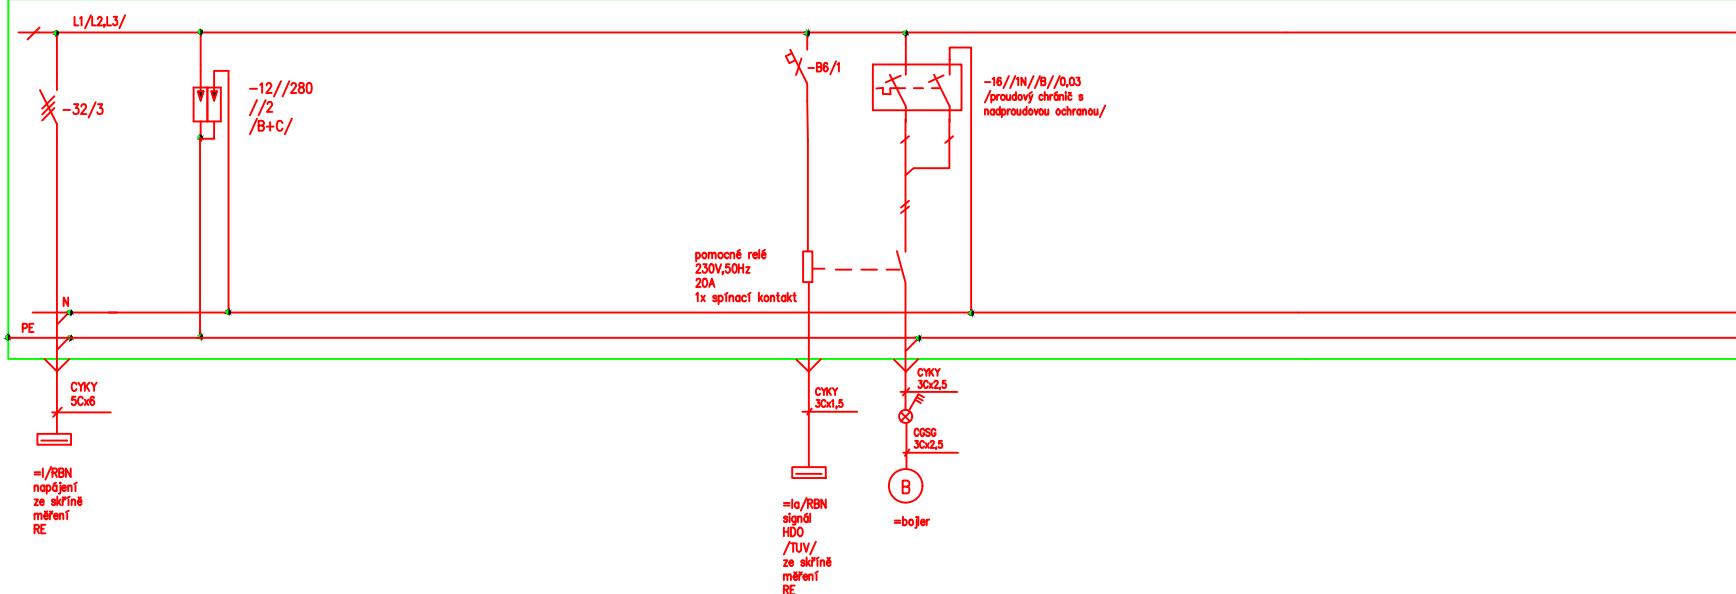 L1/L2,L3/
-32/3
-12//280
//2
/B+C/
-B6/1
-16//1N//B//0,03
/proudový chránič s
nadproudovou ochranou/
pomocné relé
230V,50Hz
20A
1x spínací kontakt
N
PE
CYKY
5Cx6
=I/RBN
napájení
ze skříně
měření
RE
CYKY
3Cx1,5
=Ia/RBN
signál
HDO
/TUV/
ze skříně
měření
RE
CYKY
3Cx2,5
CGSG
3Cx2,5
B
=bojler